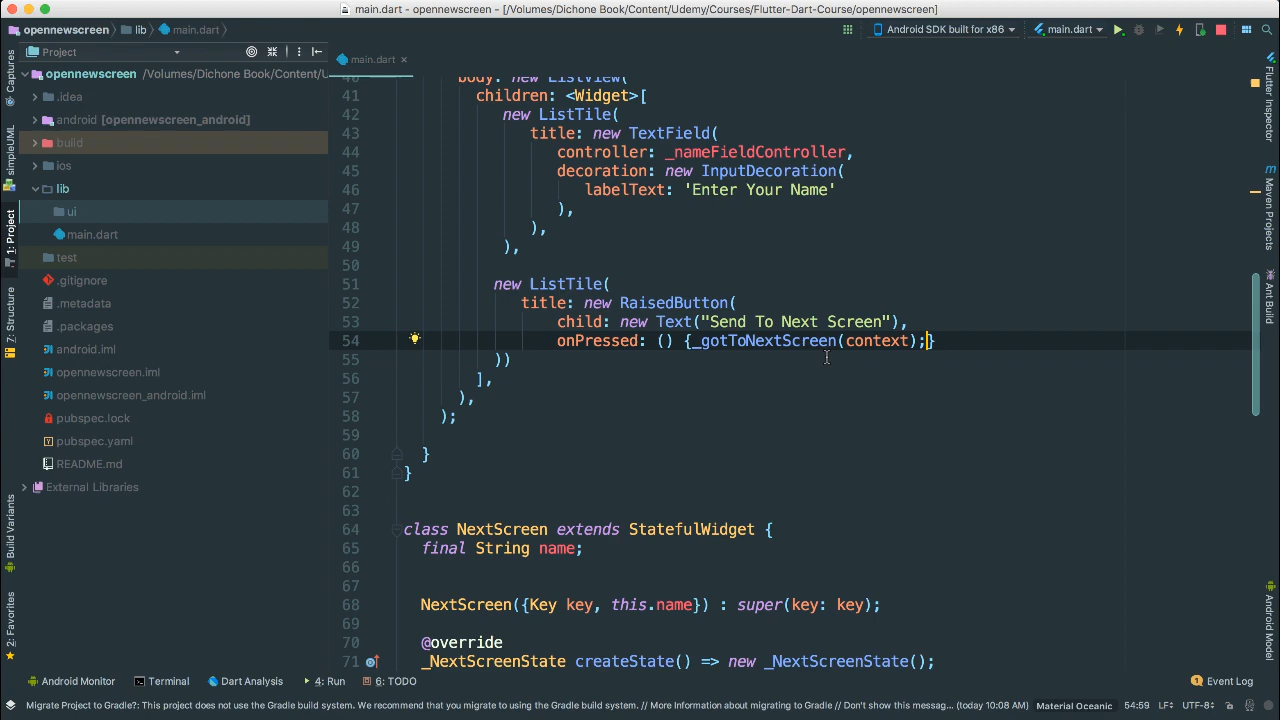 main.dart - opennewscreen - [/Volumes/Dichone Book/Content/Udemy/Courses/Flutter-Dart-Course/opennewscreen]
opennewscreen
lib
main.dart
Android SDK built for x86
main.dart
Project
main.dart
opennewscreen /Volumes/Dichone Book/Content/U
.idea
android [opennewscreen_android]
build
ios
lib
ui
main.dart
test
.gitignore
.metadata
.packages
android.iml
opennewscreen.iml
opennewscreen_android.iml
pubspec.lock
pubspec.yaml
README.md
External Libraries
Captures
simpleUML
1: Project
7: Structure
Build Variants
2: Favorites
40 body: new ListView(
41 children: <Widget>[
42 new ListTile(
43 title: new TextField(
44 controller: _nameFieldController,
45 decoration: new InputDecoration(
46 labelText: 'Enter Your Name'
47 ),
48 ),
49 ),
50
51 new ListTile(
52 title: new RaisedButton(
53 child: new Text("Send To Next Screen"),
54 onPressed: () {_gotToNextScreen(context);}
55 ))
56 ],
57 ),
58 );
59
60 }
61 }
62
63
64 class NextScreen extends StatefulWidget {
65 final String name;
66
67
68 NextScreen({Key key, this.name}) : super(key: key);
69
70 @override
71 _NextScreenState createState() => new _NextScreenState();
Flutter Inspector
Maven Projects
Ant Build
Android Model
Android Monitor
Terminal
Dart Analysis
4: Run
6: TODO
1 Event Log
Migrate Project to Gradle?: This project does not use the Gradle build system. We recommend that you migrate to using the Gradle build system. // More Information about migrating to Gradle // Don't show this messag... (today 10:08 AM)
Material Oceanic
54:59
LF÷
UTF-8÷